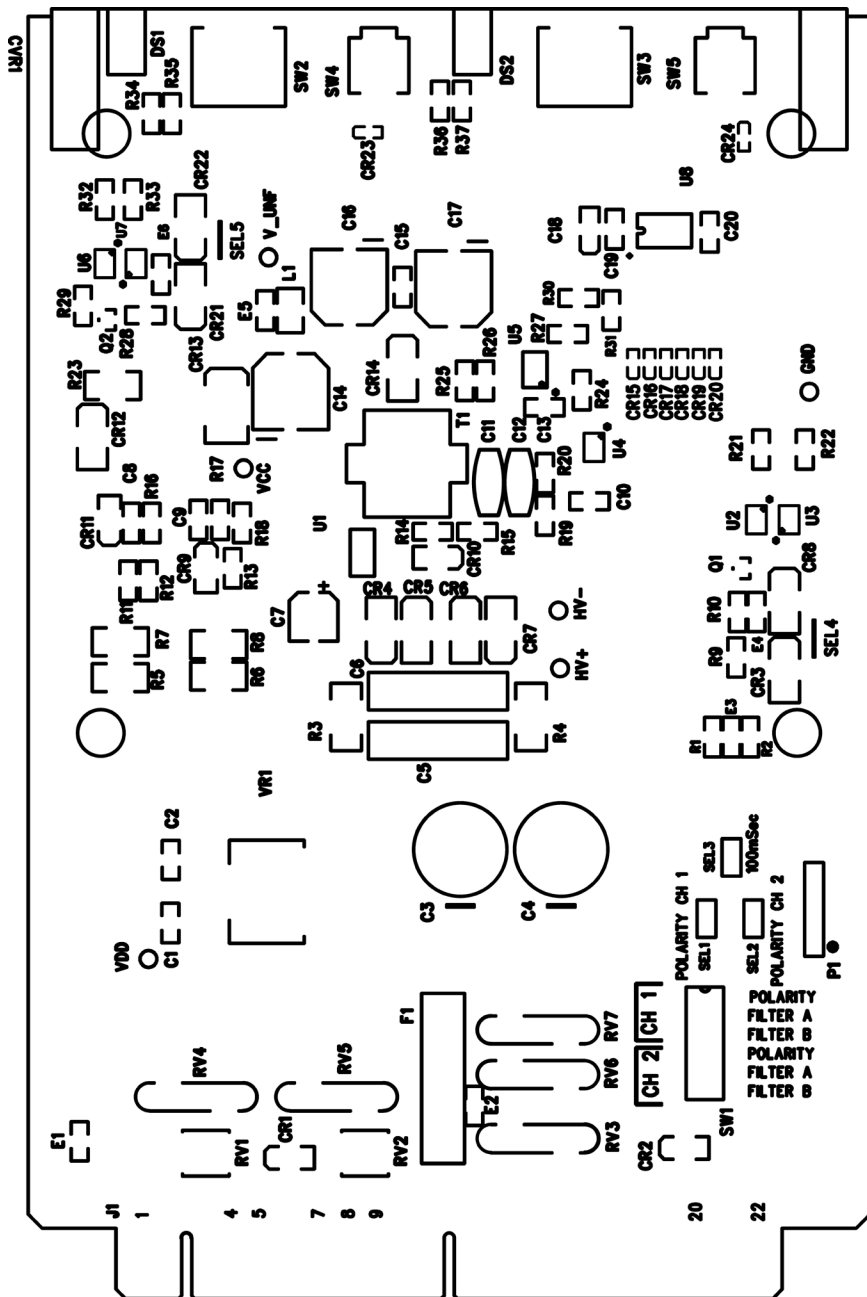 CVR1
DS1
SW2
SW4
DS2
SW3
SW5
R34
R35
R36
R37
CR23
CR24
CR22
R32
R33
U8
U7
U6
E6
SEL5
V_UNF
C16
C15
C17
C18
C19
C20
R29
Q2
R28
CR21
E5
L1
R30
R27
R31
CR13
U5
R26
R25
R23
CR12
C14
CR14
R24
CR15
CR16
CR17
CR18
CR19
CR20
GND
T1
C11
C12
C13
C8
R16
R17
VCC
R20
U4
R21
R22
CR11
C9
R18
U1
R14
R15
R19
C10
U2
U3
CR10
CR9
R13
R11
R12
Q1
CR8
C7
+
CR4
CR5
CR6
CR7
HV-
R10
E4
SEL4
R7
R8
R5
R6
C6
HV+
R9
CR3
R3
R4
C5
R1
E3
R2
VR1
C2
SEL3
100mSec
C3
C4
POLARITY CH 1
SEL1
SEL2
POLARITY CH 2
VDD
C1
P1
F1
RV7
CH 1
POLARITY
FILTER A
FILTER B
RV4
RV5
RV6
CH 2
POLARITY
FILTER A
FILTER B
E2
SW1
E1
RV1
CR1
RV2
RV3
CR2
J1
1
4
5
7
8
9
20
22